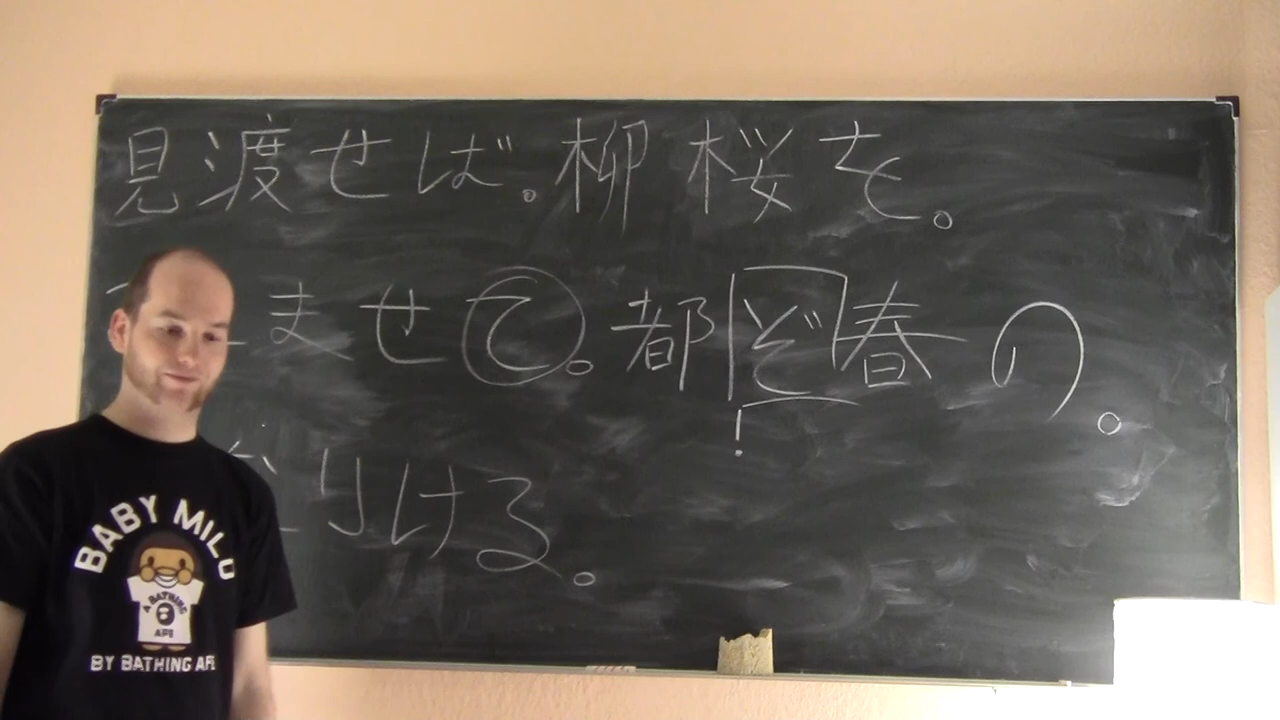 見渡せば。柳桜を。
ませて。都ぞ春の。
りける。
BABY MILO
A BATHING
APE
BY BATHING APE